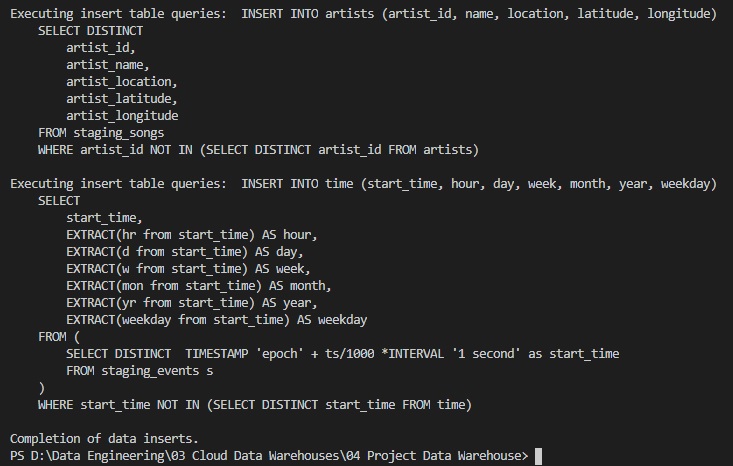 Executing insert table queries:  INSERT INTO artists (artist_id, name, location, latitude, longitude)
    SELECT DISTINCT
        artist_id,
        artist_name,
        artist_location,
        artist_latitude,
        artist_longitude
    FROM staging_songs
    WHERE artist_id NOT IN (SELECT DISTINCT artist_id FROM artists)

Executing insert table queries:  INSERT INTO time (start_time, hour, day, week, month, year, weekday)
    SELECT
        start_time,
        EXTRACT(hr from start_time) AS hour,
        EXTRACT(d from start_time) AS day,
        EXTRACT(w from start_time) AS week,
        EXTRACT(mon from start_time) AS month,
        EXTRACT(yr from start_time) AS year,
        EXTRACT(weekday from start_time) AS weekday
    FROM (
        SELECT DISTINCT  TIMESTAMP 'epoch' + ts/1000 *INTERVAL '1 second' as start_time
        FROM staging_events s
    )
    WHERE start_time NOT IN (SELECT DISTINCT start_time FROM time)

Completion of data inserts.
PS D:\Data Engineering\03 Cloud Data Warehouses\04 Project Data Warehouse>